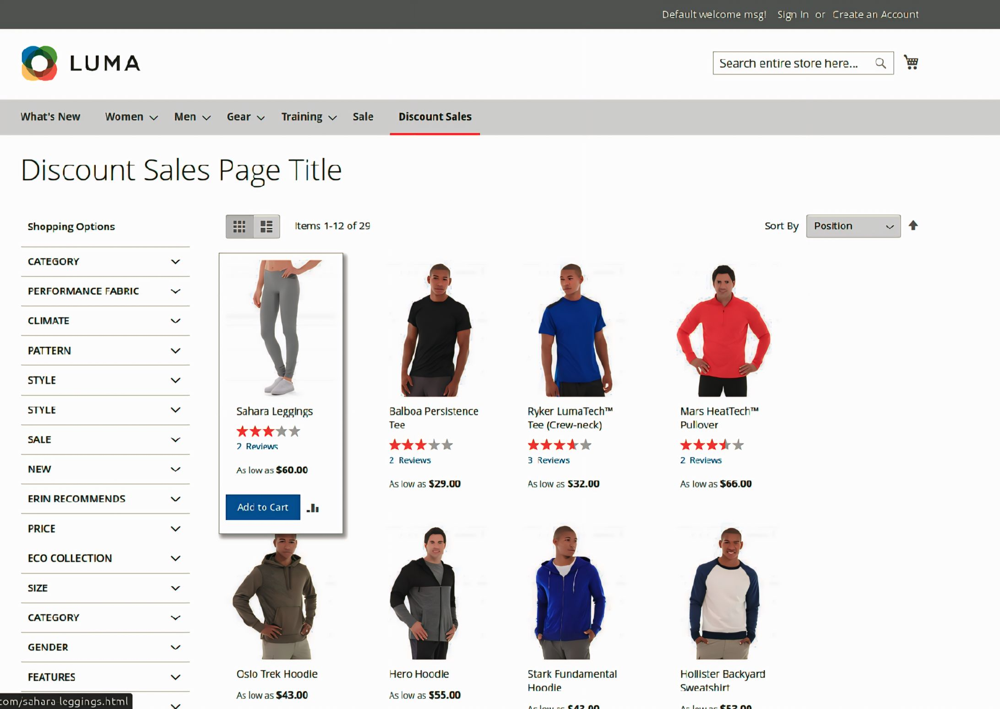 Default welcome msg! Sign In or Create an Account
LUMA
Search entire store here...
What's New Women Men Gear Training Sale Discount Sales
Discount Sales Page Title
Shopping Options
Items 1-12 of 29
Sort By Position
CATEGORY
PERFORMANCE FABRIC
CLIMATE
PATTERN
STYLE
STYLE
SALE
NEW
ERIN RECOMMENDS
PRICE
ECO COLLECTION
SIZE
CATEGORY
GENDER
FEATURES
Sahara Leggings
2 Reviews
As low as $60.00
Add to Cart
Balboa Persistence
Tee
2 Reviews
As low as $29.00
Ryker LumaTech™
Tee (Crew-neck)
3 Reviews
As low as $32.00
Mars HeatTech™
Pullover
2 Reviews
As low as $66.00
Oslo Trek Hoodie
As low as $43.00
Hero Hoodie
As low as $55.00
Stark Fundamental
Hoodie
As low as
Hollister Backyard
Sweatshirt
As low as
com/sahara-leggings.html